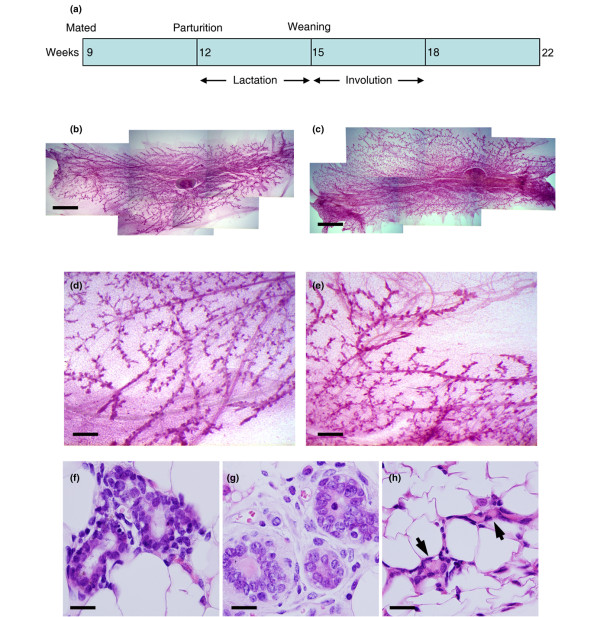 (a)
Mated Parturition Weaning
Weeks 9 12 15 18 22
Lactation Involution
(b) (c)
(d) (e)
(f) (g) (h)